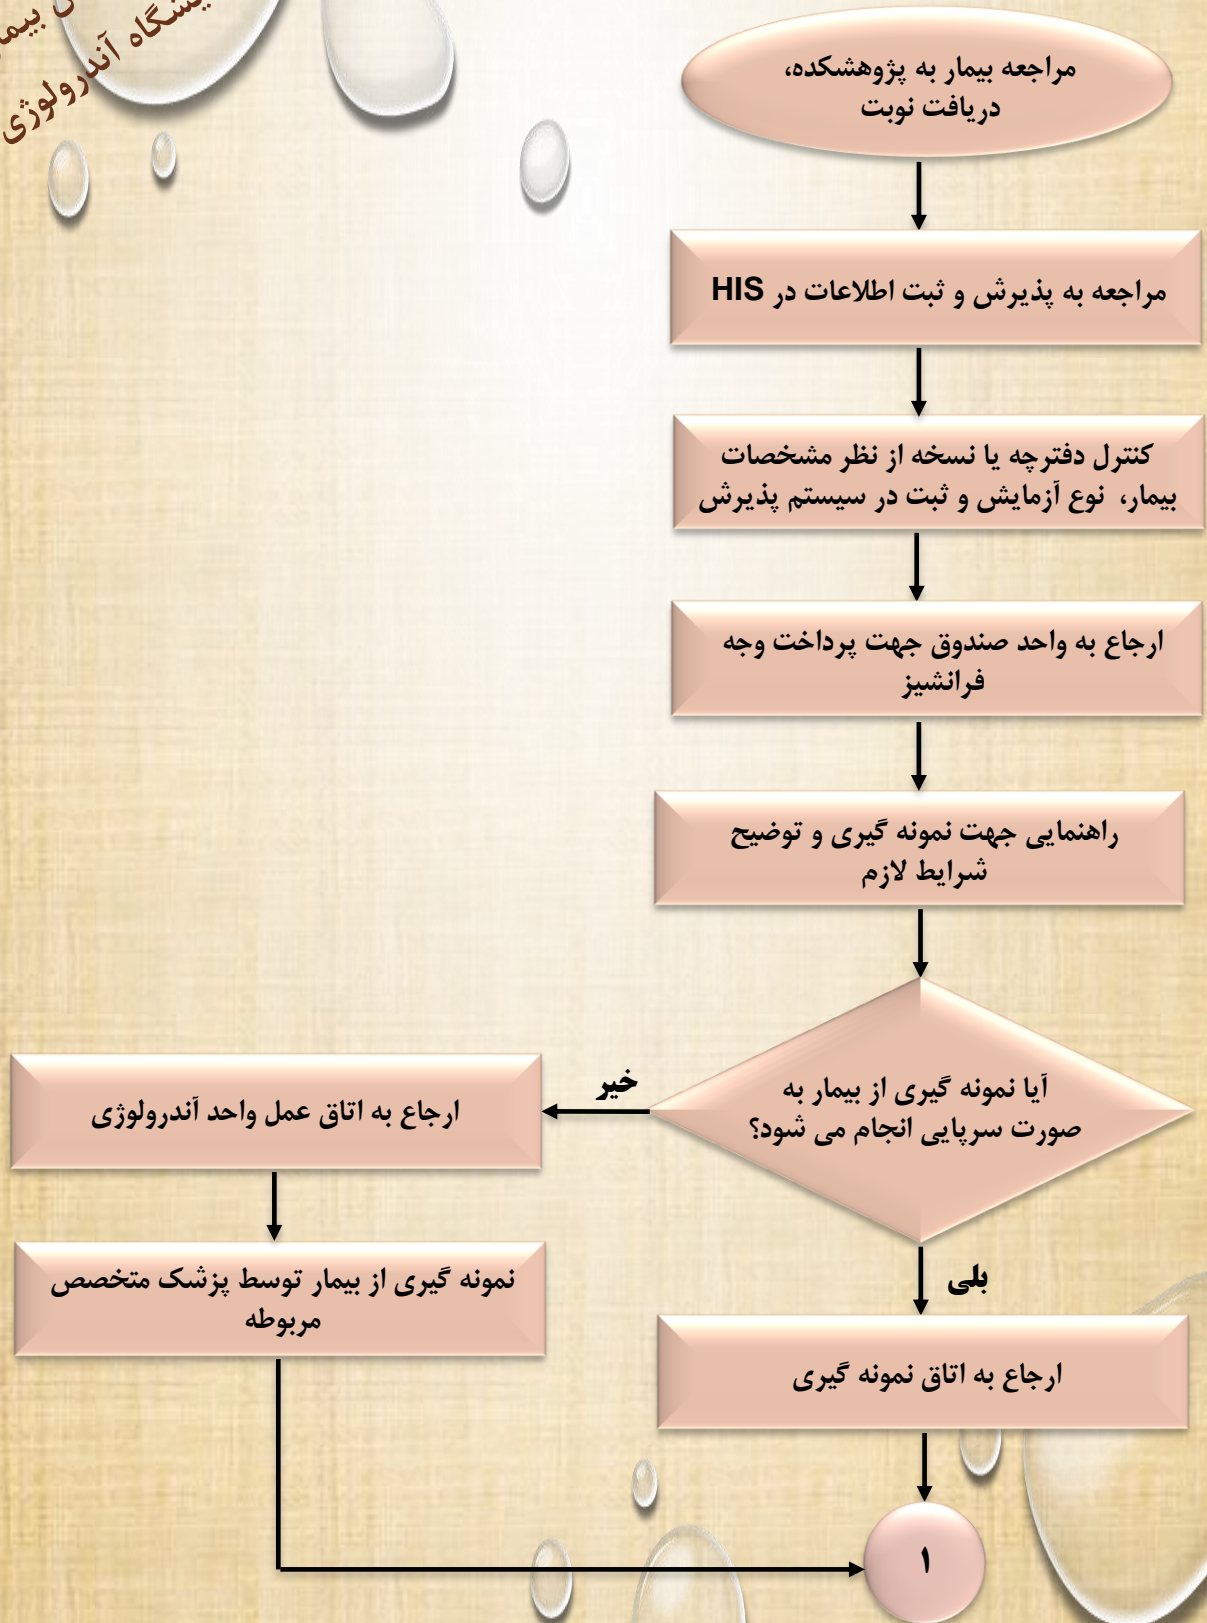 آندرولوژی
مراجعه بیمار به پژوهشکده،
دریافت نوبت
مراجعه به پذیرش و ثبت اطلاعات در HIS
کنترل دفترچه یا نسخه از نظر مشخصات
بیمار، نوع آزمایش و ثبت در سیستم پذیرش
ارجاع به واحد صندوق جهت پرداخت وجه
فرانشیز
راهنمایی جهت نمونه گیری و توضیح
شرایط لازم
آیا نمونه گیری از بیمار به
صورت سرپایی انجام می شود؟
خیر
ارجاع به اتاق عمل واحد آندرولوژی
نمونه گیری از بیمار توسط پزشک متخصص
مربوطه
بلی
ارجاع به اتاق نمونه گیری
۱